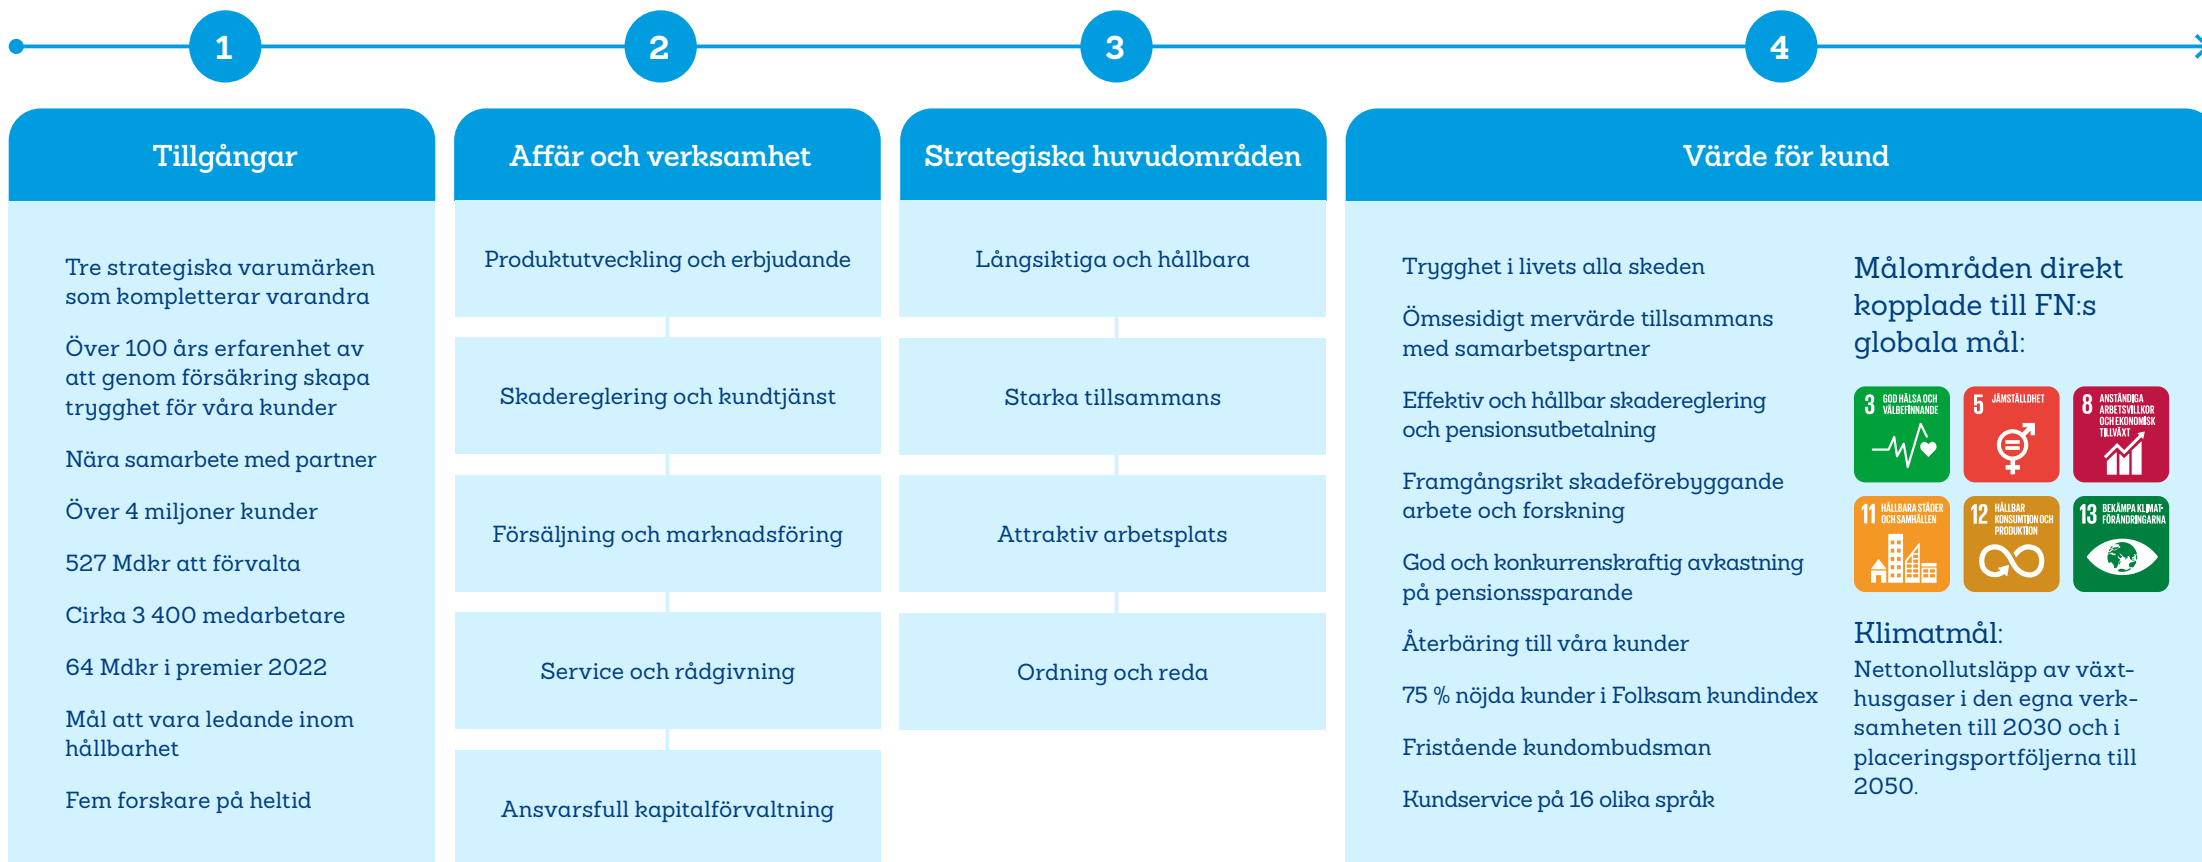 1
2
3
4
Tillgångar
Tre strategiska varumärken
som kompletterar varandra
Över 100 års erfarenhet av
att genom försäkring skapa
trygghet för våra kunder
Nära samarbete med partner
Över 4 miljoner kunder
527 Mdkr att förvalta
Cirka 3 400 medarbetare
64 Mdkr i premier 2022
Mål att vara ledande inom
hållbarhet
Fem forskare på heltid
Affär och verksamhet
Produktutveckling och erbjudande
Skadereglering och kundtjänst
Försäljning och marknadsföring
Service och rådgivning
Ansvarsfull kapitalförvaltning
Strategiska huvudområden
Långsiktiga och hållbara
Starka tillsammans
Attraktiv arbetsplats
Ordning och reda
Värde för kund
Trygghet i livets alla skeden
Ömsesidigt mervärde tillsammans
med samarbetspartner
Effektiv och hållbar skadereglering
och pensionsutbetalning
Framgångsrikt skadeförebyggande
arbete och forskning
God och konkurrenskraftig avkastning
på pensionssparande
Återbäring till våra kunder
75 % nöjda kunder i Folksam kundindex
Fristående kundombudsman
Kundservice på 16 olika språk
Målområden direkt
kopplade till FN:s
globala mål:
3 GOD HÄLSA OCH
VÄLBEFINNANDE
5 JÄMSTÄLLDHET
8 ANSTÄNDIGA
ARBETSVILLKOR
OCH EKONOMISK
TILLVÄXT
11 HÅLLBARA STÄDER
OCH SAMHÄLLEN
12 HÅLLBAR
KONSUMTION OCH
PRODUKTION
13 BEKÄMPA KLIMAT-
FÖRÄNDRINGARNA
Klimatmål:
Nettonollutsläpp av växt-
husgaser i den egna verk-
samheten till 2030 och i
placeringsportföljerna till
2050.